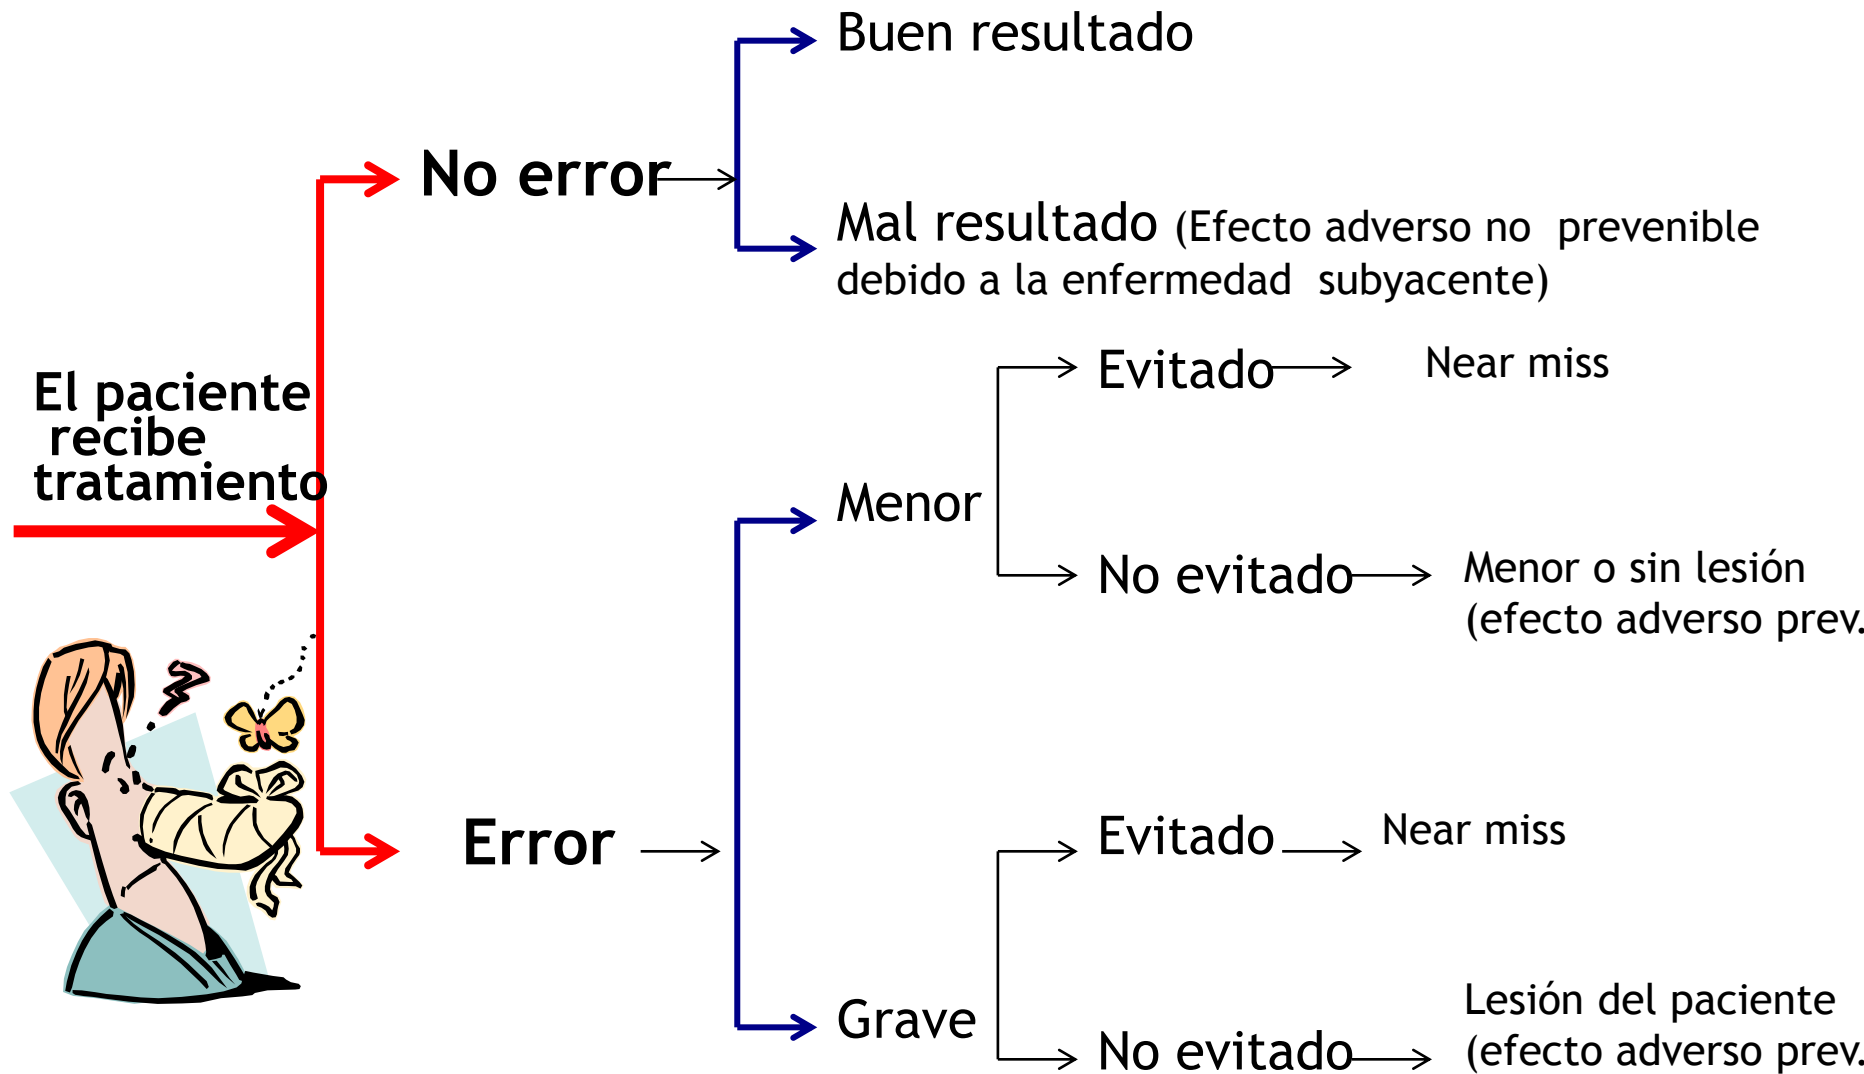 Buen resultado
No error
Mal resultado (Efecto adverso no prevenible
debido a la enfermedad subyacente)
El paciente
recibe
tratamiento
Evitado
Near miss
Menor
No evitado
Menor o sin lesión
(efecto adverso prev.
Error
Evitado
Near miss
Grave
No evitado
Lesión del paciente
(efecto adverso prev.